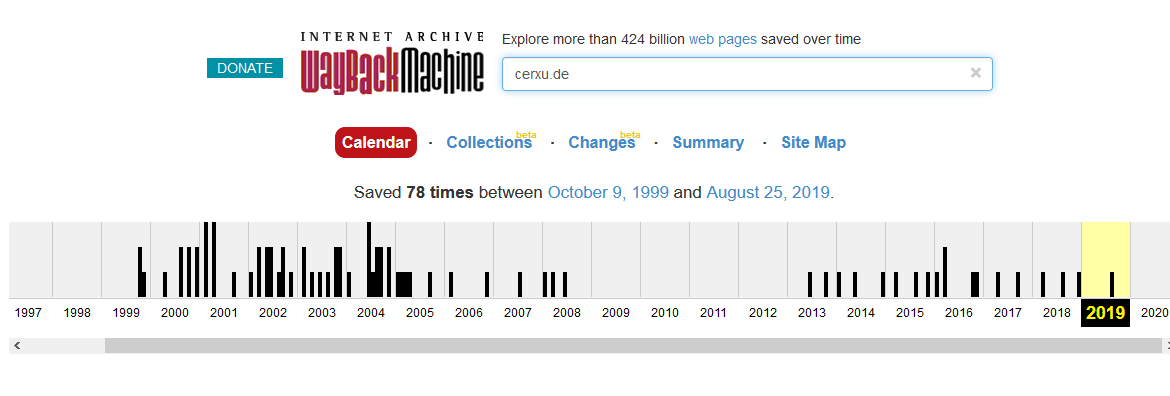 INTERNET ARCHIVE
WayBackMachine
DONATE
Explore more than 424 billion web pages saved over time
cerxu.de ×
Calendar · Collections beta · Changes beta · Summary · Site Map
Saved 78 times between October 9, 1999 and August 25, 2019.
1997 1998 1999 2000 2001 2002 2003 2004 2005 2006 2007 2008 2009 2010 2011 2012 2013 2014 2015 2016 2017 2018 2019 2020